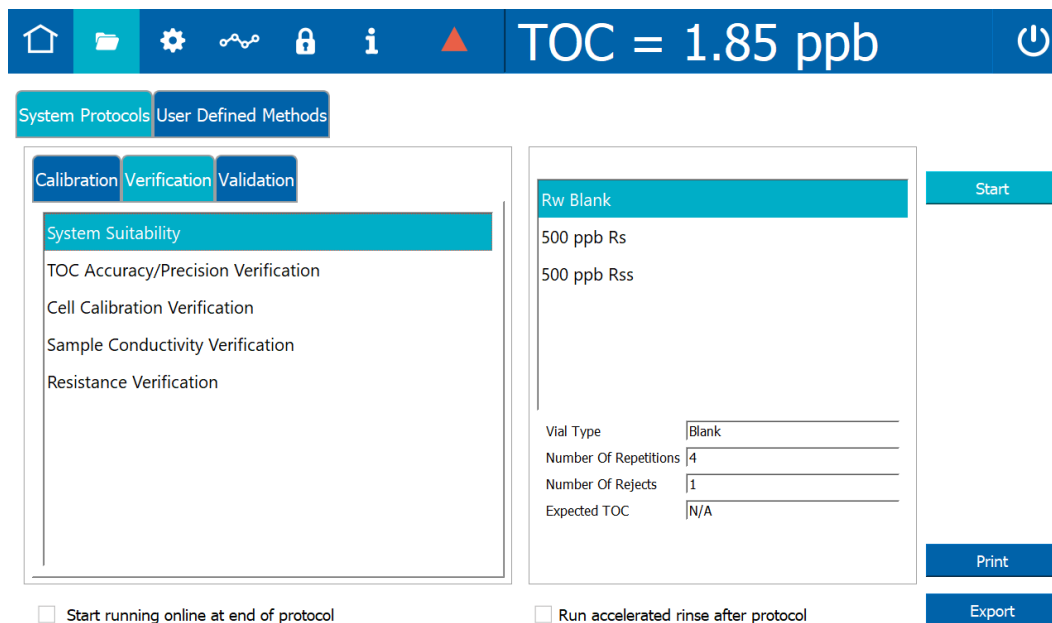 TOC = 1.85 ppb
System Protocols User Defined Methods
Calibration Verification Validation
System Suitability
TOC Accuracy/Precision Verification
Cell Calibration Verification
Sample Conductivity Verification
Resistance Verification
Rw Blank
500 ppb Rs
500 ppb Rss
Vial Type Blank
Number Of Repetitions 4
Number Of Rejects 1
Expected TOC N/A
Start
Print
Export
Start running online at end of protocol
Run accelerated rinse after protocol